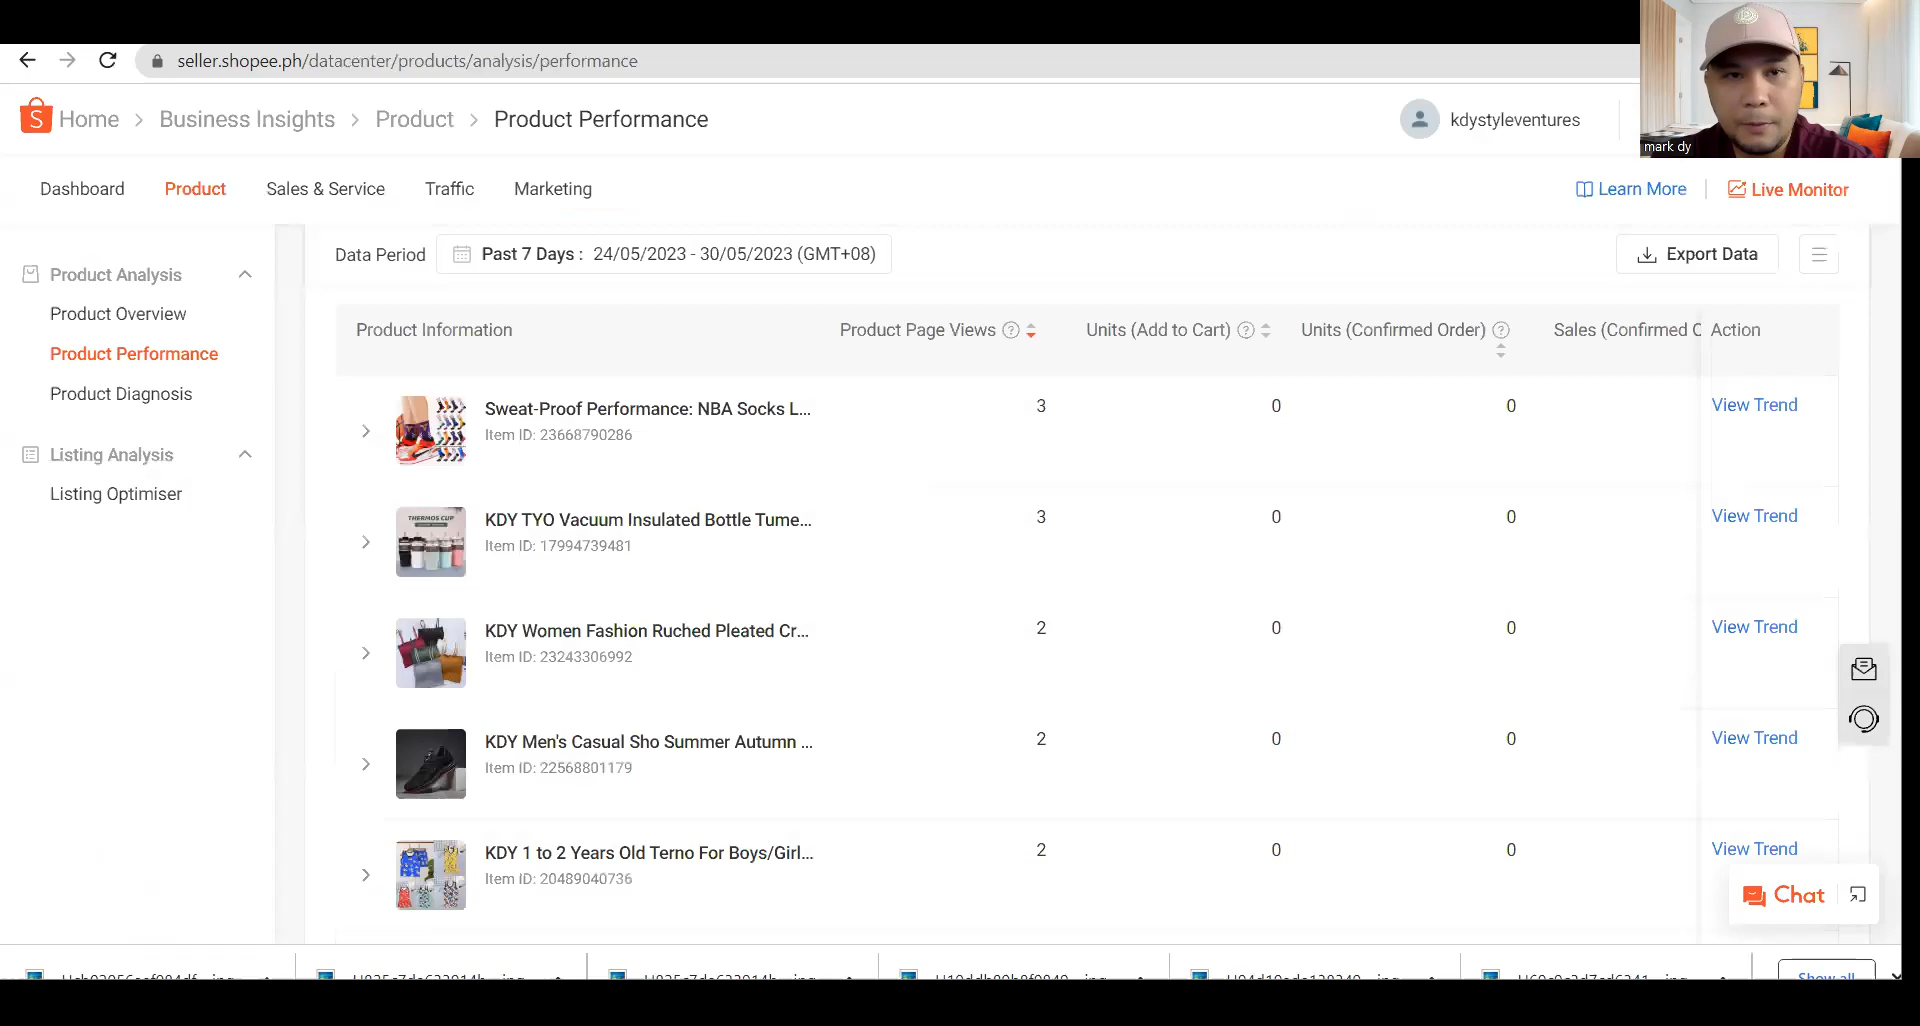 seller.shopee.ph/datacenter/products/analysis/performance
mark dy
S Home > Business Insights > Product > Product Performance
kdystyleventures
Dashboard Product Sales & Service Traffic Marketing
Learn More Live Monitor
Product Analysis
Product Overview
Product Performance
Product Diagnosis
Listing Analysis
Listing Optimiser
Data Period Past 7 Days : 24/05/2023 - 30/05/2023 (GMT+08)
Export Data
Product Information Product Page Views ? Units (Add to Cart) ? Units (Confirmed Order) ? Sales (Confirmed Action
Sweat-Proof Performance: NBA Socks L... 3 0 0 View Trend
Item ID: 23668790286
THERMOS CUP
KDY TYO Vacuum Insulated Bottle Tume... 3 0 0 View Trend
Item ID: 17994739481
KDY Women Fashion Ruched Pleated Cr... 2 0 0 View Trend
Item ID: 23243306992
KDY Men's Casual Sho Summer Autumn ... 2 0 0 View Trend
Item ID: 22568801179
KDY 1 to 2 Years Old Terno For Boys/Girl... 2 0 0 View Trend
Item ID: 20489040736
Chat
Show all